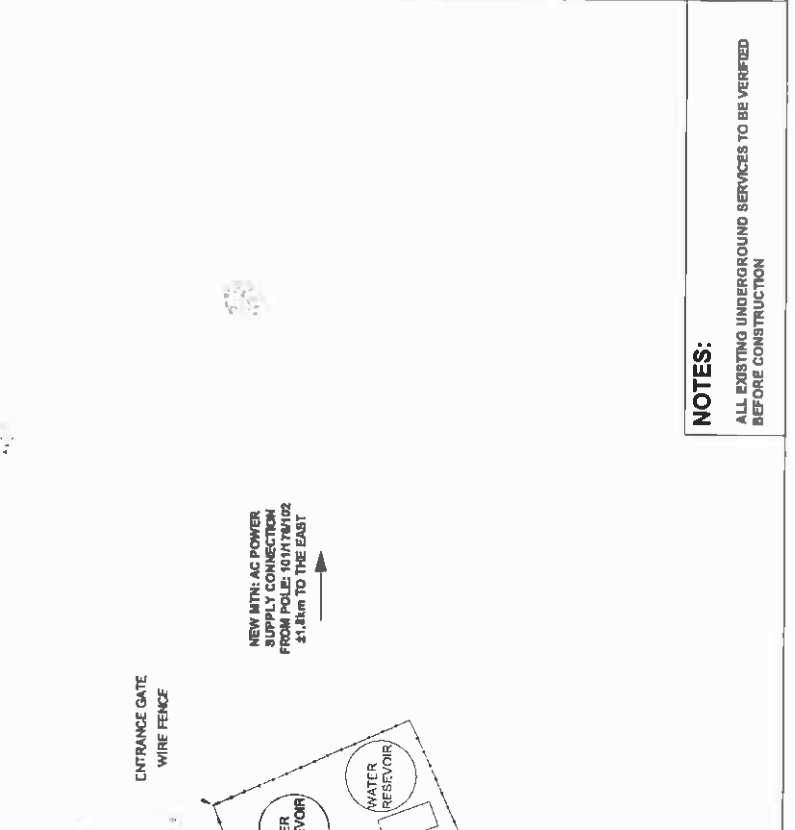 ENTRANCE GATE
WIRE FENCE
NEW MTN: AC POWER
SUPPLY CONNECTION
FROM POLE: 101/176/102
±1,8km TO THE EAST
WATER
RESEVOIR
NOTES:
ALL EXISTING UNDERGROUND SERVICES TO BE VERIFIED
BEFORE CONSTRUCTION